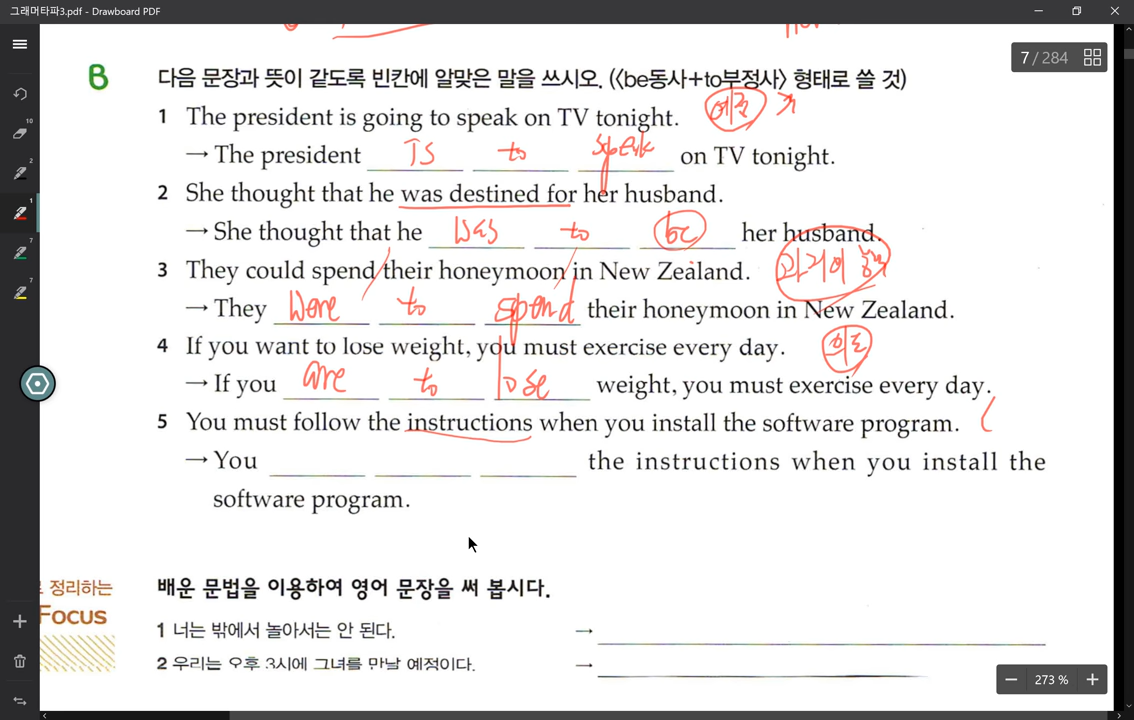 그래머타파3.pdf - Drawboard PDF
7 / 284
B 다음 문장과 뜻이 같도록 빈칸에 알맞은 말을 쓰시오. (〈be동사+to부정사〉 형태로 쓸 것)
1 The president is going to speak on TV tonight.
→ The president is to speak on TV tonight.
2 She thought that he was destined for her husband.
→ She thought that he was to be her husband.
3 They could spend their honeymoon in New Zealand.
→ They were to spend their honeymoon in New Zealand.
4 If you want to lose weight, you must exercise every day. 의도
→ If you are to lose weight, you must exercise every day.
5 You must follow the instructions when you install the software program. (
→ You the instructions when you install the
software program.
정리하는
Focus
배운 문법을 이용하여 영어 문장을 써 봅시다.
1 너는 밖에서 놀아서는 안 된다. →
2 우리는 오후 3시에 그녀를 만날 예정이다. →
273 %
10
2
1
7
7